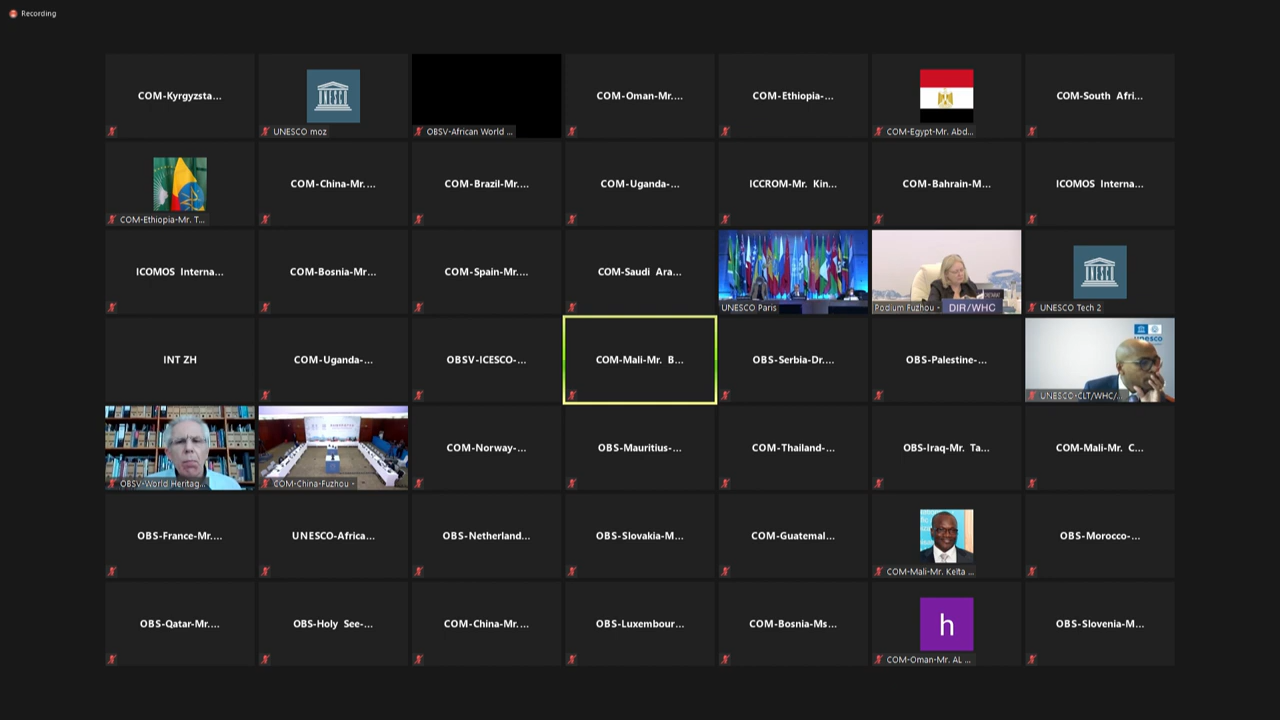 Recording
COM-Kyrgyzsta...
UNESCO moz
OBSV-African World ...
COM-Oman-Mr....
COM-Ethiopia-...
COM-Egypt-Mr. Abd...
COM-South Afri...
COM-Ethiopia-Mr. T...
COM-China-Mr....
COM-Brazil-Mr....
COM-Uganda-...
ICCROM-Mr. Kin...
COM-Bahrain-M...
ICOMOS Interna...
ICOMOS Interna...
COM-Bosnia-Mr...
COM-Spain-Mr....
COM-Saudi Ara...
UNESCO Paris
Podium Fuzhou -
DIR/WHC
UNESCO Tech 2
INT ZH
COM-Uganda-...
OBSV-ICESCO-...
COM-Mali-Mr. B...
OBS-Serbia-Dr....
OBS-Palestine-...
unesco
UNESCO-CLT/WHC/...
OBSV-World Heritag...
COM-China-Fuzhou -
COM-Norway-...
OBS-Mauritius-...
COM-Thailand-...
OBS-Iraq-Mr. Ta...
COM-Mali-Mr. C...
OBS-France-Mr....
UNESCO-Africa...
OBS-Netherland...
OBS-Slovakia-M...
COM-Guatemal...
COM-Mali-Mr. Keïta ...
OBS-Morocco-...
OBS-Qatar-Mr....
OBS-Holy See-...
COM-China-Mr....
OBS-Luxembour...
COM-Bosnia-Ms...
h
COM-Oman-Mr. AL ...
OBS-Slovenia-M...